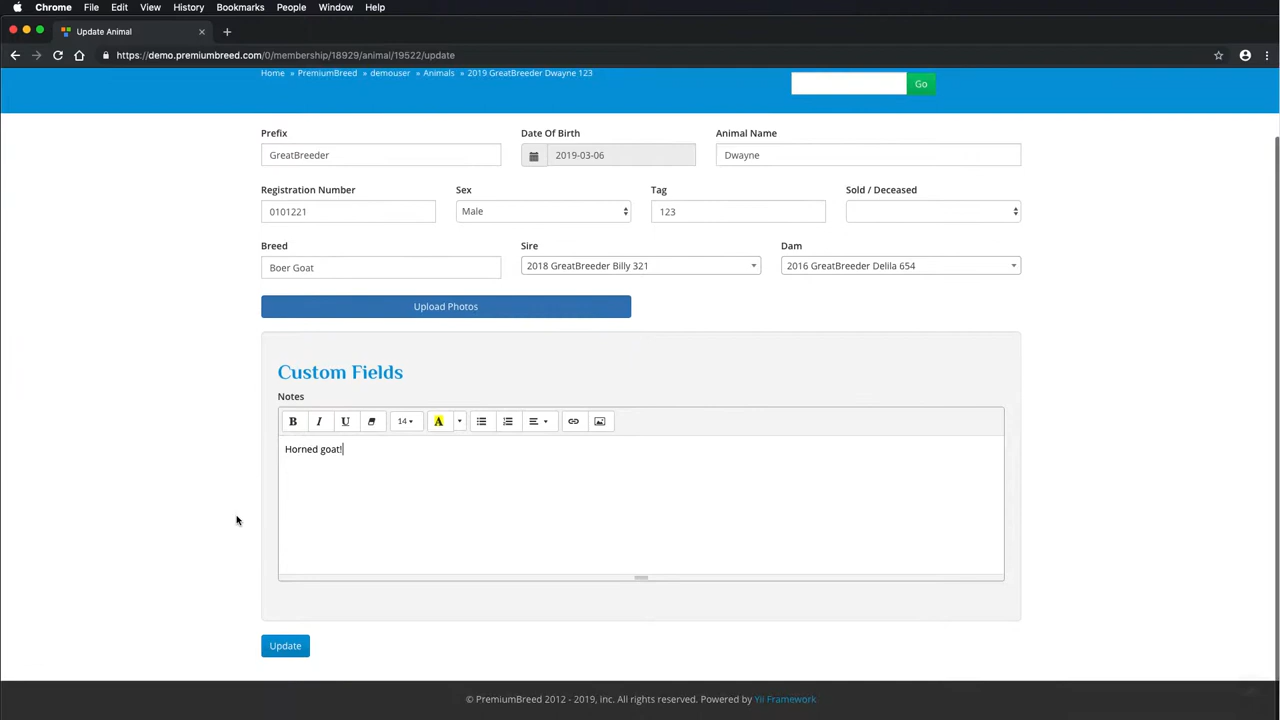 Chrome File Edit View History Bookmarks People Window Help
Update Animal
https://demo.premiumbreed.com/0/membership/18929/animal/19522/update
Home » PremiumBreed » demouser » Animals » 2019 GreatBreeder Dwayne 123
Go
Prefix Date Of Birth Animal Name
GreatBreeder 2019-03-06 Dwayne
Registration Number Sex Tag Sold / Deceased
0101221 Male 123
Breed Sire Dam
Boer Goat 2018 GreatBreeder Billy 321 2016 GreatBreeder Delila 654
Upload Photos
Custom Fields
Notes
B I U 14 A
Horned goat!
Update
© PremiumBreed 2012 - 2019, inc. All rights reserved. Powered by Yii Framework